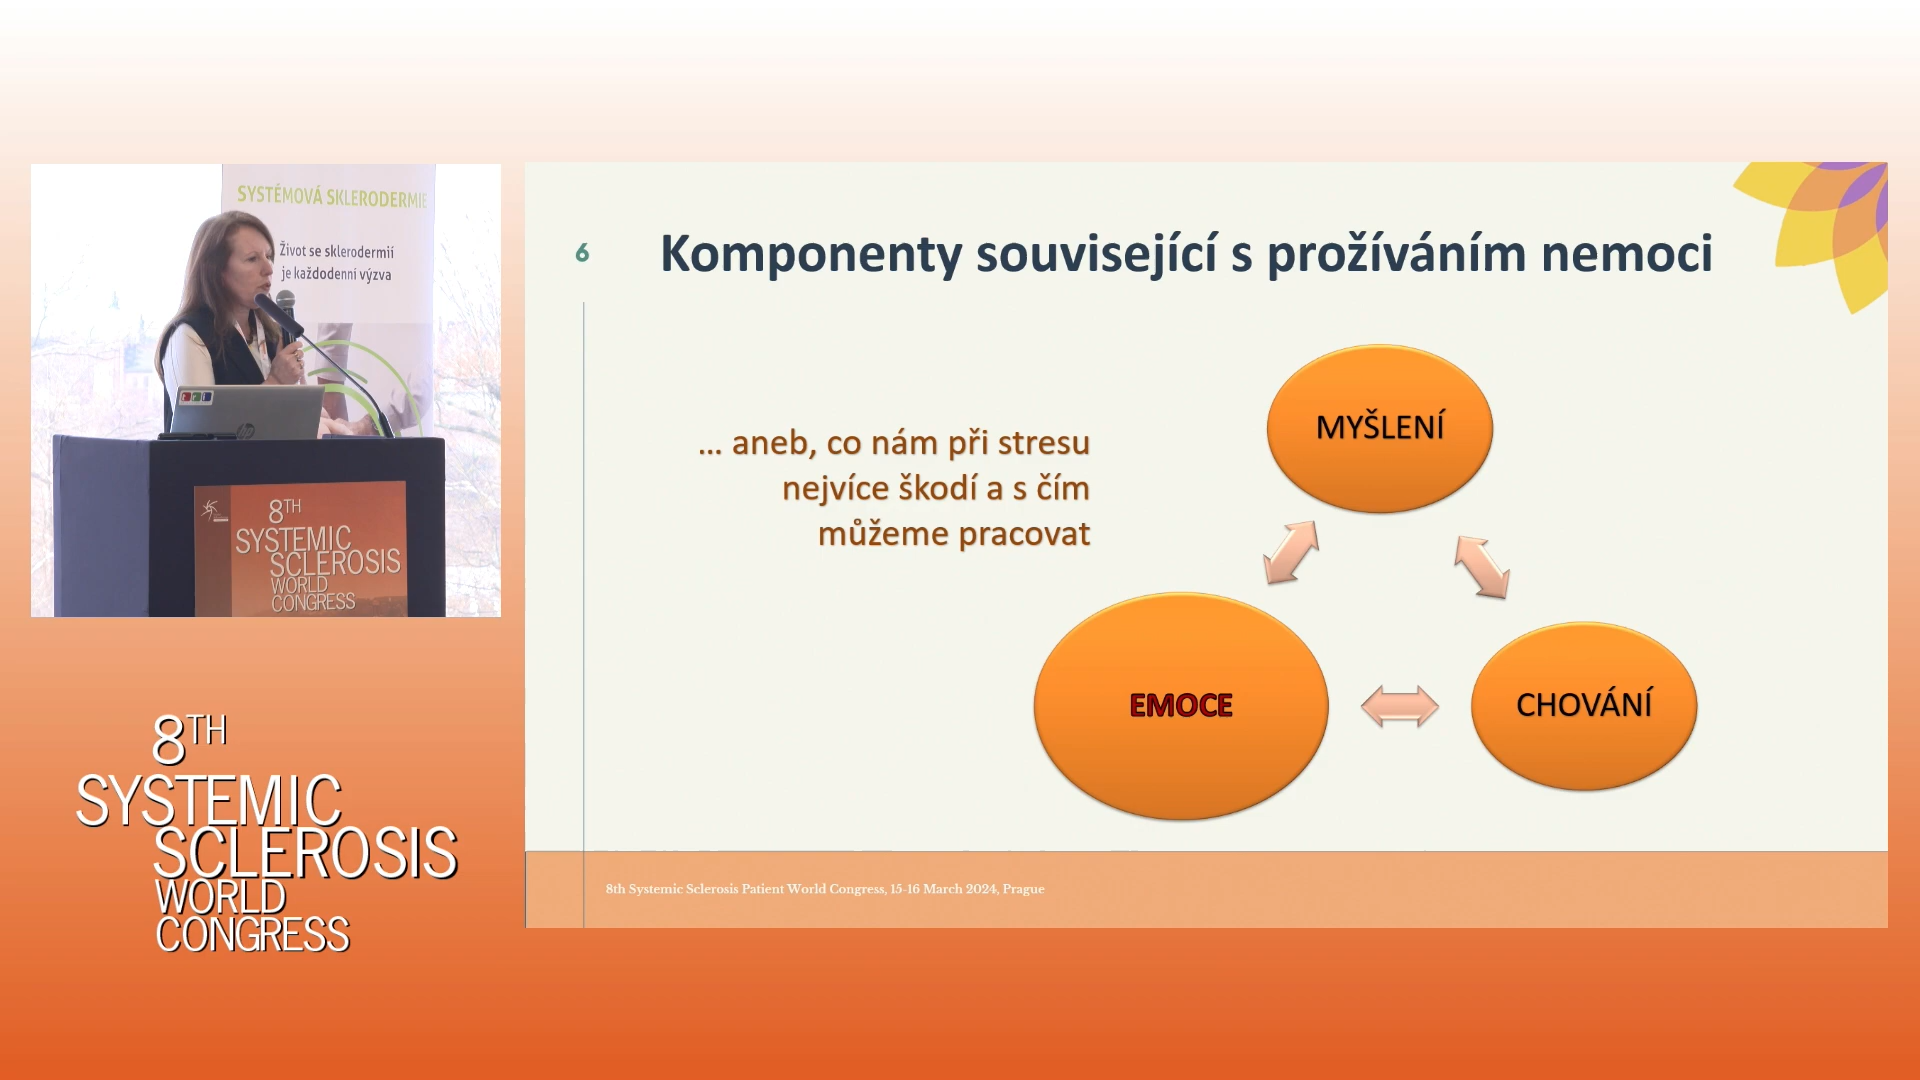 SYSTÉMOVÁ SKLERODERMIE
Život se sklerodermií
je každodenní výzva
8TH
SYSTEMIC
SCLEROSIS
WORLD
CONGRESS
8TH
SYSTEMIC
SCLEROSIS
WORLD
CONGRESS
6
Komponenty související s prožíváním nemoci
... aneb, co nám při stresu
nejvíce škodí a s čím
můžeme pracovat
MYŠLENÍ
EMOCE
CHOVÁNÍ
8th Systemic Sclerosis Patient World Congress, 15-16 March 2024, Prague